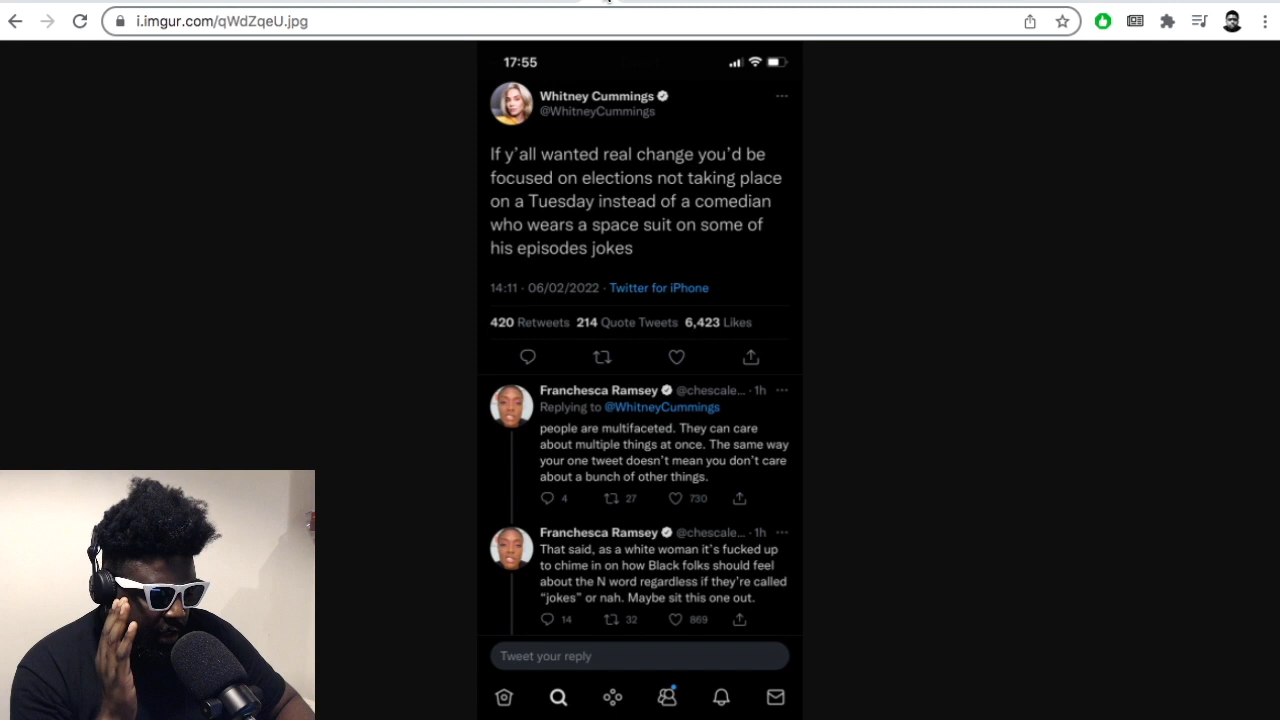 i.imgur.com/qWdZqeU.jpg
17:55
Whitney Cummings
@WhitneyCummings
If y'all wanted real change you'd be
focused on elections not taking place
on a Tuesday instead of a comedian
who wears a space suit on some of
his episodes jokes
14:11 · 06/02/2022 · Twitter for iPhone
420 Retweets 214 Quote Tweets 6,423 Likes
Franchesca Ramsey @chescale... · 1h
Replying to @WhitneyCummings
people are multifaceted. They can care
about multiple things at once. The same way
your one tweet doesn't mean you don't care
about a bunch of other things.
4 27 730
Franchesca Ramsey @chescale... · 1h
That said, as a white woman it's fucked up
to chime in on how Black folks should feel
about the N word regardless if they're called
"jokes" or nah. Maybe sit this one out.
14 32 869
Tweet your reply